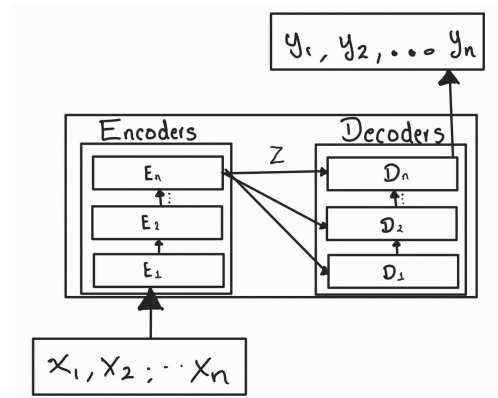 y₁, y₂, ... yₙ
Encoders
Decoders
Z
Eₙ
Dₙ
E₂
D₂
E₁
D₁
x₁, x₂, ... xₙ